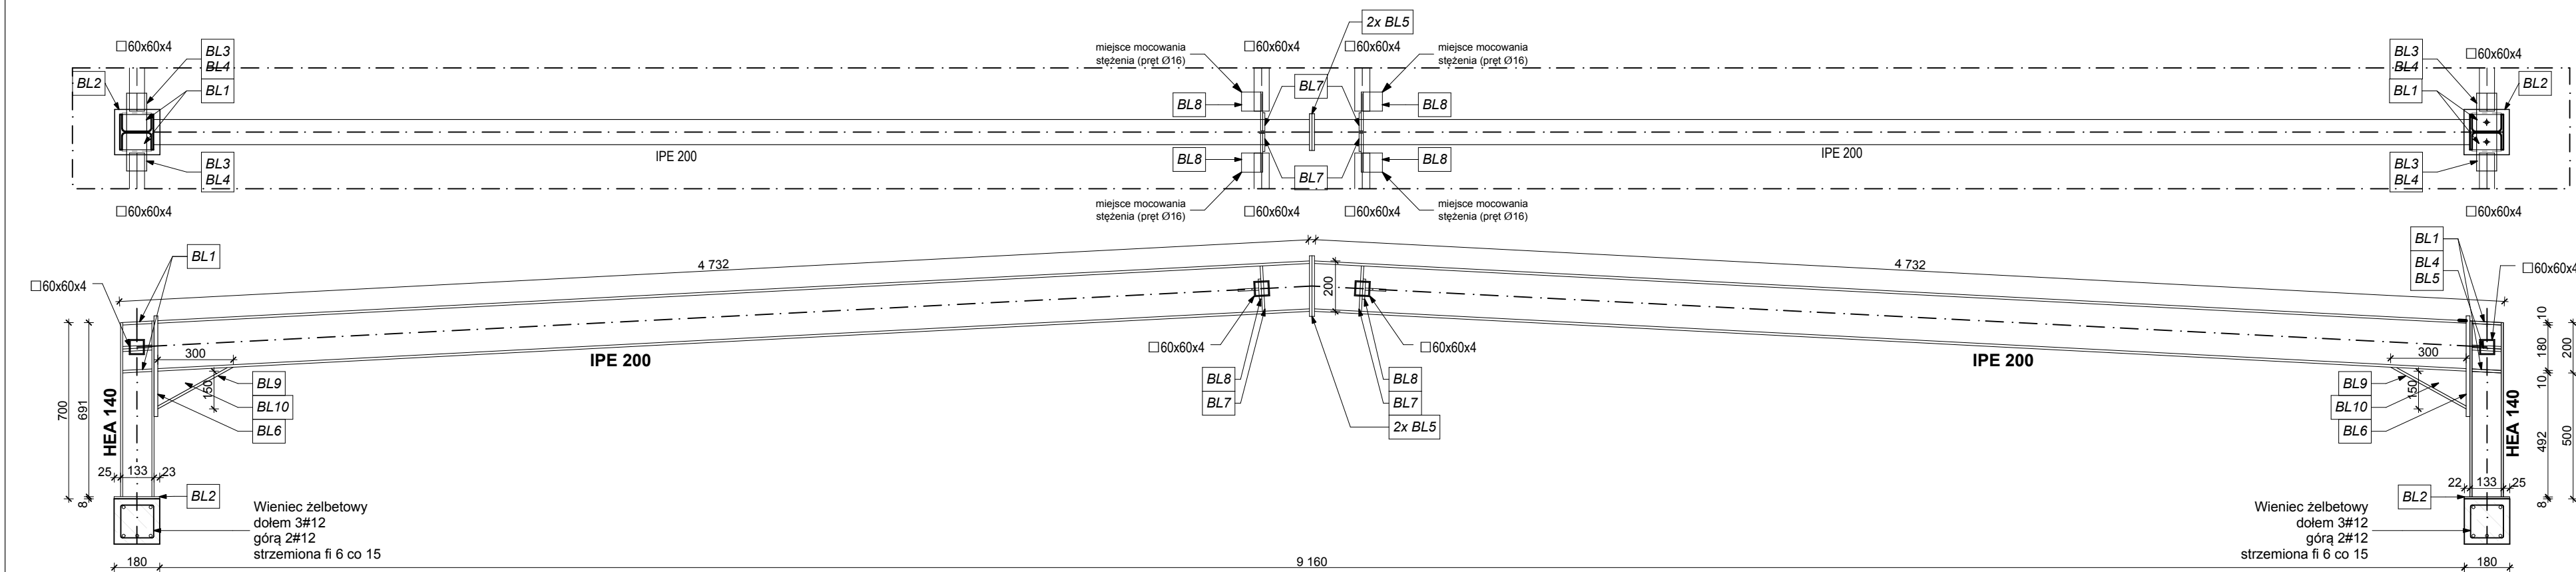 □60x60x4
BL3
BL4
BL1
BL2
BL3
BL4
□60x60x4
IPE 200
miejsce mocowania
stężenia (pręt Ø16)
□60x60x4
□60x60x4
2x BL5
miejsce mocowania
stężenia (pręt Ø16)
BL8
BL7
BL8
BL8
BL7
BL8
miejsce mocowania
stężenia (pręt Ø16)
□60x60x4
□60x60x4
miejsce mocowania
stężenia (pręt Ø16)
IPE 200
BL3
BL4
BL1
□60x60x4
BL2
BL3
BL4
□60x60x4
BL1
□60x60x4
4 732
4 732
200
BL1
BL4
BL5
□60x60x4
300
150
IPE 200
BL9
BL10
BL6
700
691
8
HEA 140
25
133
23
BL2
Wieniec żelbetowy
dołem 3#12
górą 2#12
strzemiona fi 6 co 15
180
□60x60x4
□60x60x4
BL8
BL7
BL8
BL7
2x BL5
9 160
IPE 200
300
150
BL9
BL10
BL6
HEA 140
10
180
10
492
8
200
500
22
133
25
BL2
Wieniec żelbetowy
dołem 3#12
górą 2#12
strzemiona fi 6 co 15
180